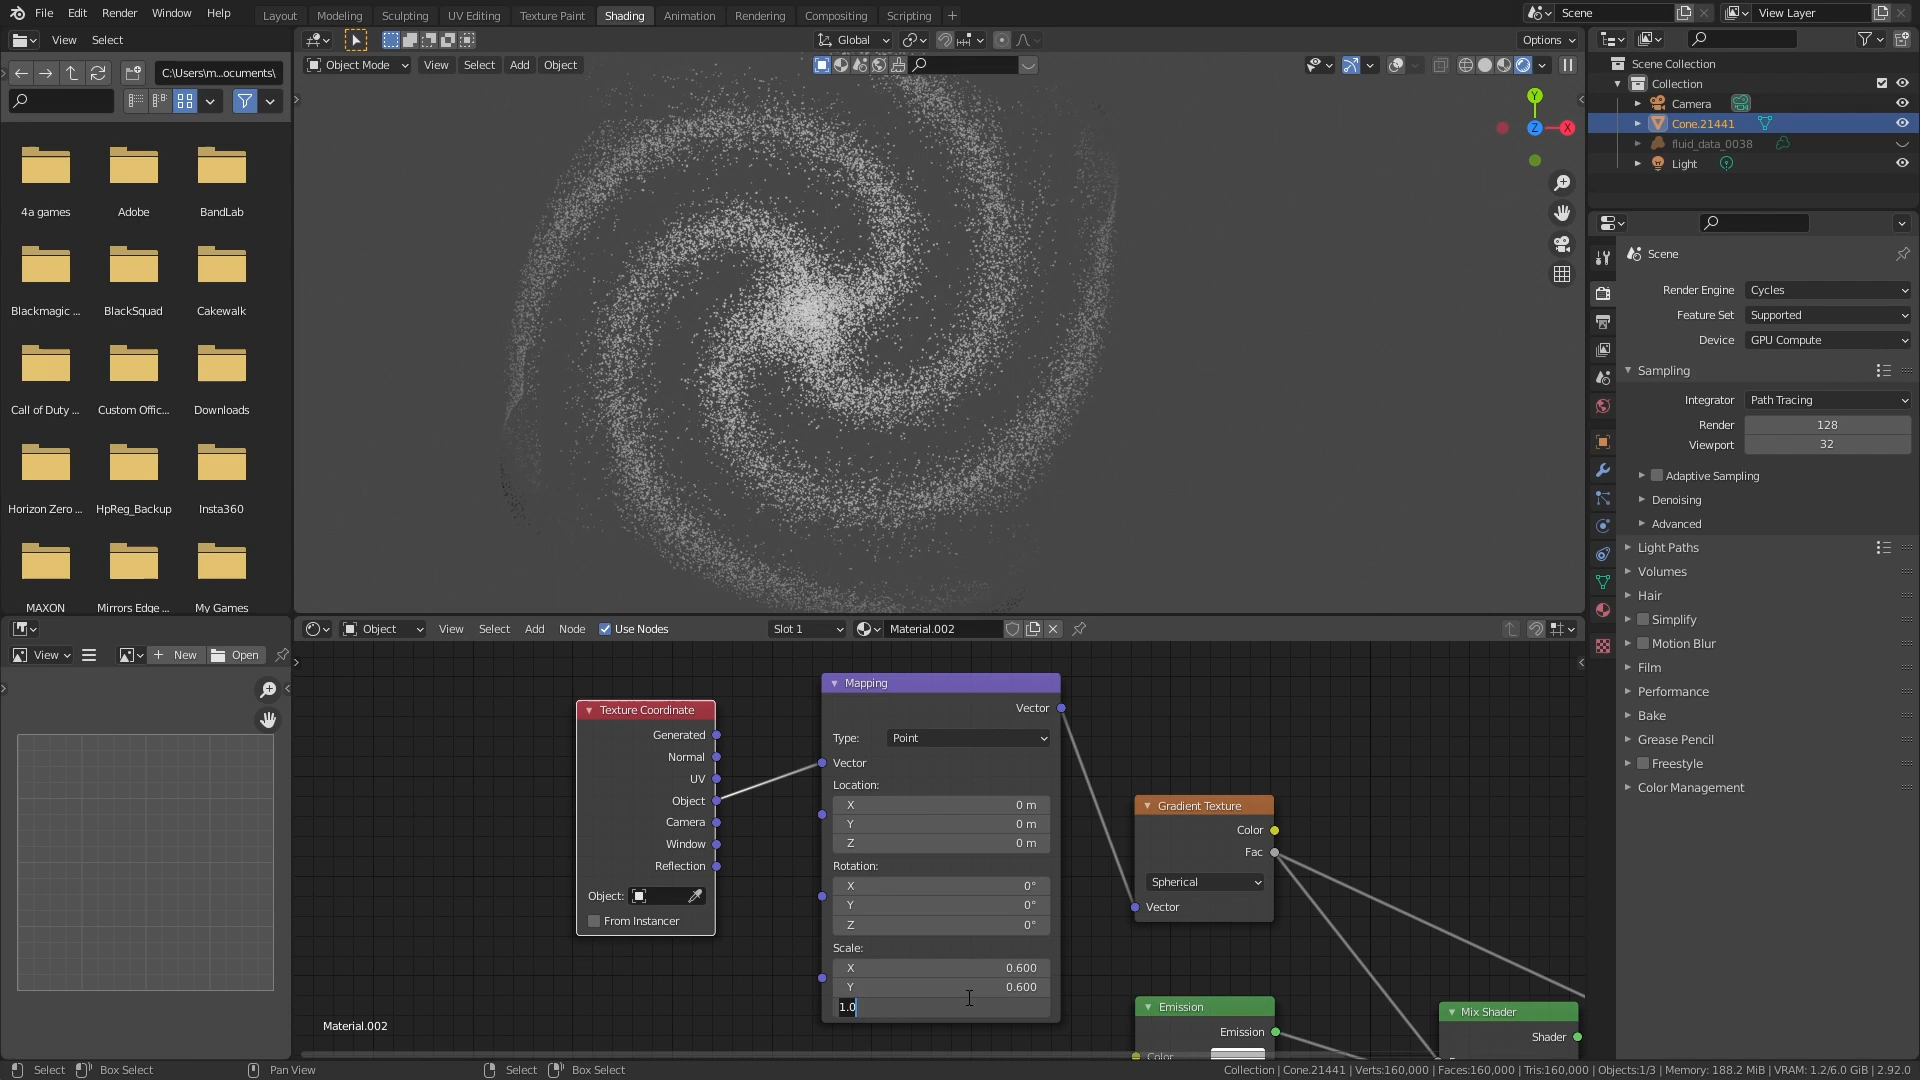 File Edit Render Window Help
Layout Modeling Sculpting UV Editing Texture Paint Shading Animation Rendering Compositing Scripting +
Scene
View Layer
View Select
Global
Options
C:\Users\m...ocuments\
Object Mode View Select Add Object
Y
Z
X
4a games Adobe BandLab
Blackmagic ... BlackSquad Cakewalk
Call of Duty ... Custom Offic... Downloads
Horizon Zero ... HpReg_Backup Insta360
MAXON Mirrors Edge ... My Games
Scene Collection
Collection
Camera
Cone.21441
fluid_data_0038
Light
Scene
Render Engine Cycles
Feature Set Supported
Device GPU Compute
Sampling
Integrator Path Tracing
Render 128
Viewport 32
Adaptive Sampling
Denoising
Advanced
Light Paths
Volumes
Hair
Simplify
Motion Blur
Film
Performance
Bake
Grease Pencil
Freestyle
Color Management
View New Open
Object View Select Add Node Use Nodes Slot 1 Material.002
Texture Coordinate
Generated
Normal
UV
Object
Camera
Window
Reflection
Object:
From Instancer
Mapping
Vector
Type: Point
Vector
Location:
X 0 m
Y 0 m
Z 0 m
Rotation:
X 0°
Y 0°
Z 0°
Scale:
X 0.600
Y 0.600
1.0
Gradient Texture
Color
Fac
Spherical
Vector
Emission
Emission
Color
Mix Shader
Shader
Material.002
Select Box Select Pan View Select Box Select
Collection | Cone.21441 | Verts:160,000 | Faces:160,000 | Tris:160,000 | Objects:1/3 | Memory: 188.2 MiB | VRAM: 1.2/6.0 GiB | 2.92.0